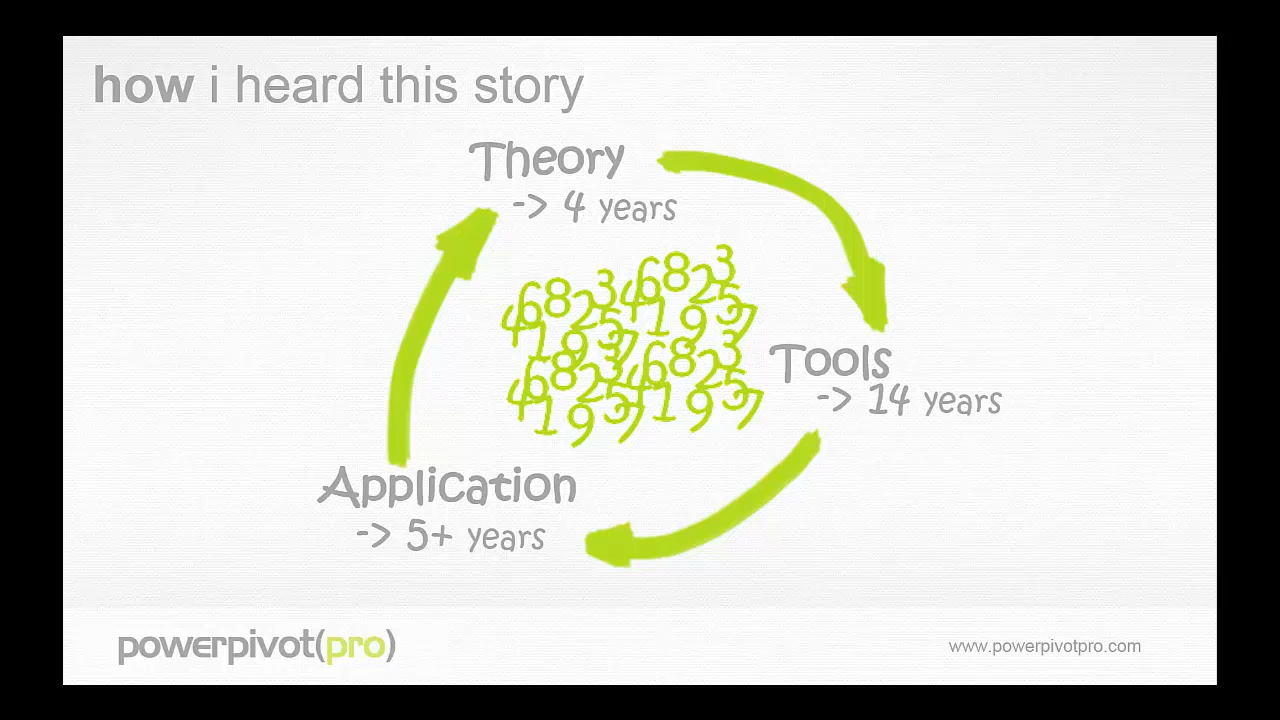 how i heard this story
Theory
-> 4 years
Tools
-> 14 years
Application
-> 5+ years
powerpivot(pro)
www.powerpivotpro.com